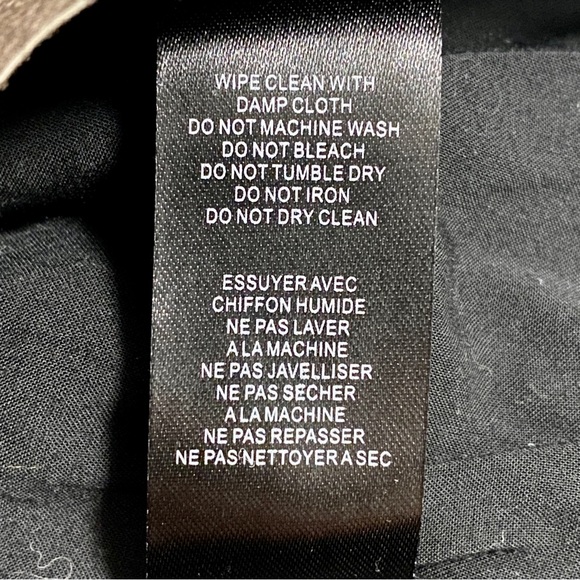 WIPE CLEAN WITH
DAMP CLOTH
DO NOT MACHINE WASH
DO NOT BLEACH
DO NOT TUMBLE DRY
DO NOT IRON
DO NOT DRY CLEAN
ESSUYER AVEC
CHIFFON HUMIDE
NE PAS LAVER
A LA MACHINE
NE PAS JAVELLISER
NE PAS SECHER
A LA MACHINE
NE PAS REPASSER
NE PAS NETTOYER A SEC